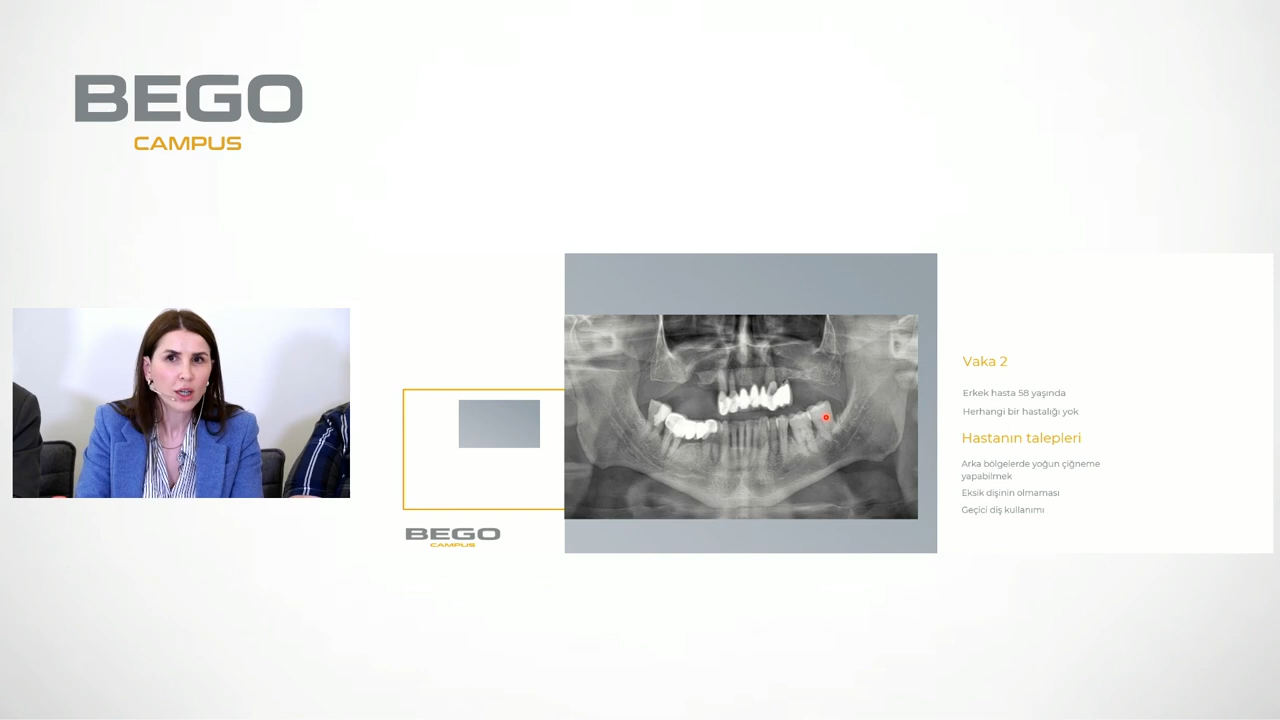 BEGO
CAMPUS
BEGO
CAMPUS
Vaka 2
Erkek hasta 58 yaşında
Herhangi bir hastalığı yok
Hastanın talepleri
Arka bölgelerde yoğun çiğneme
yapabilmek
Eksik dişinin olmaması
Geçici diş kullanımı